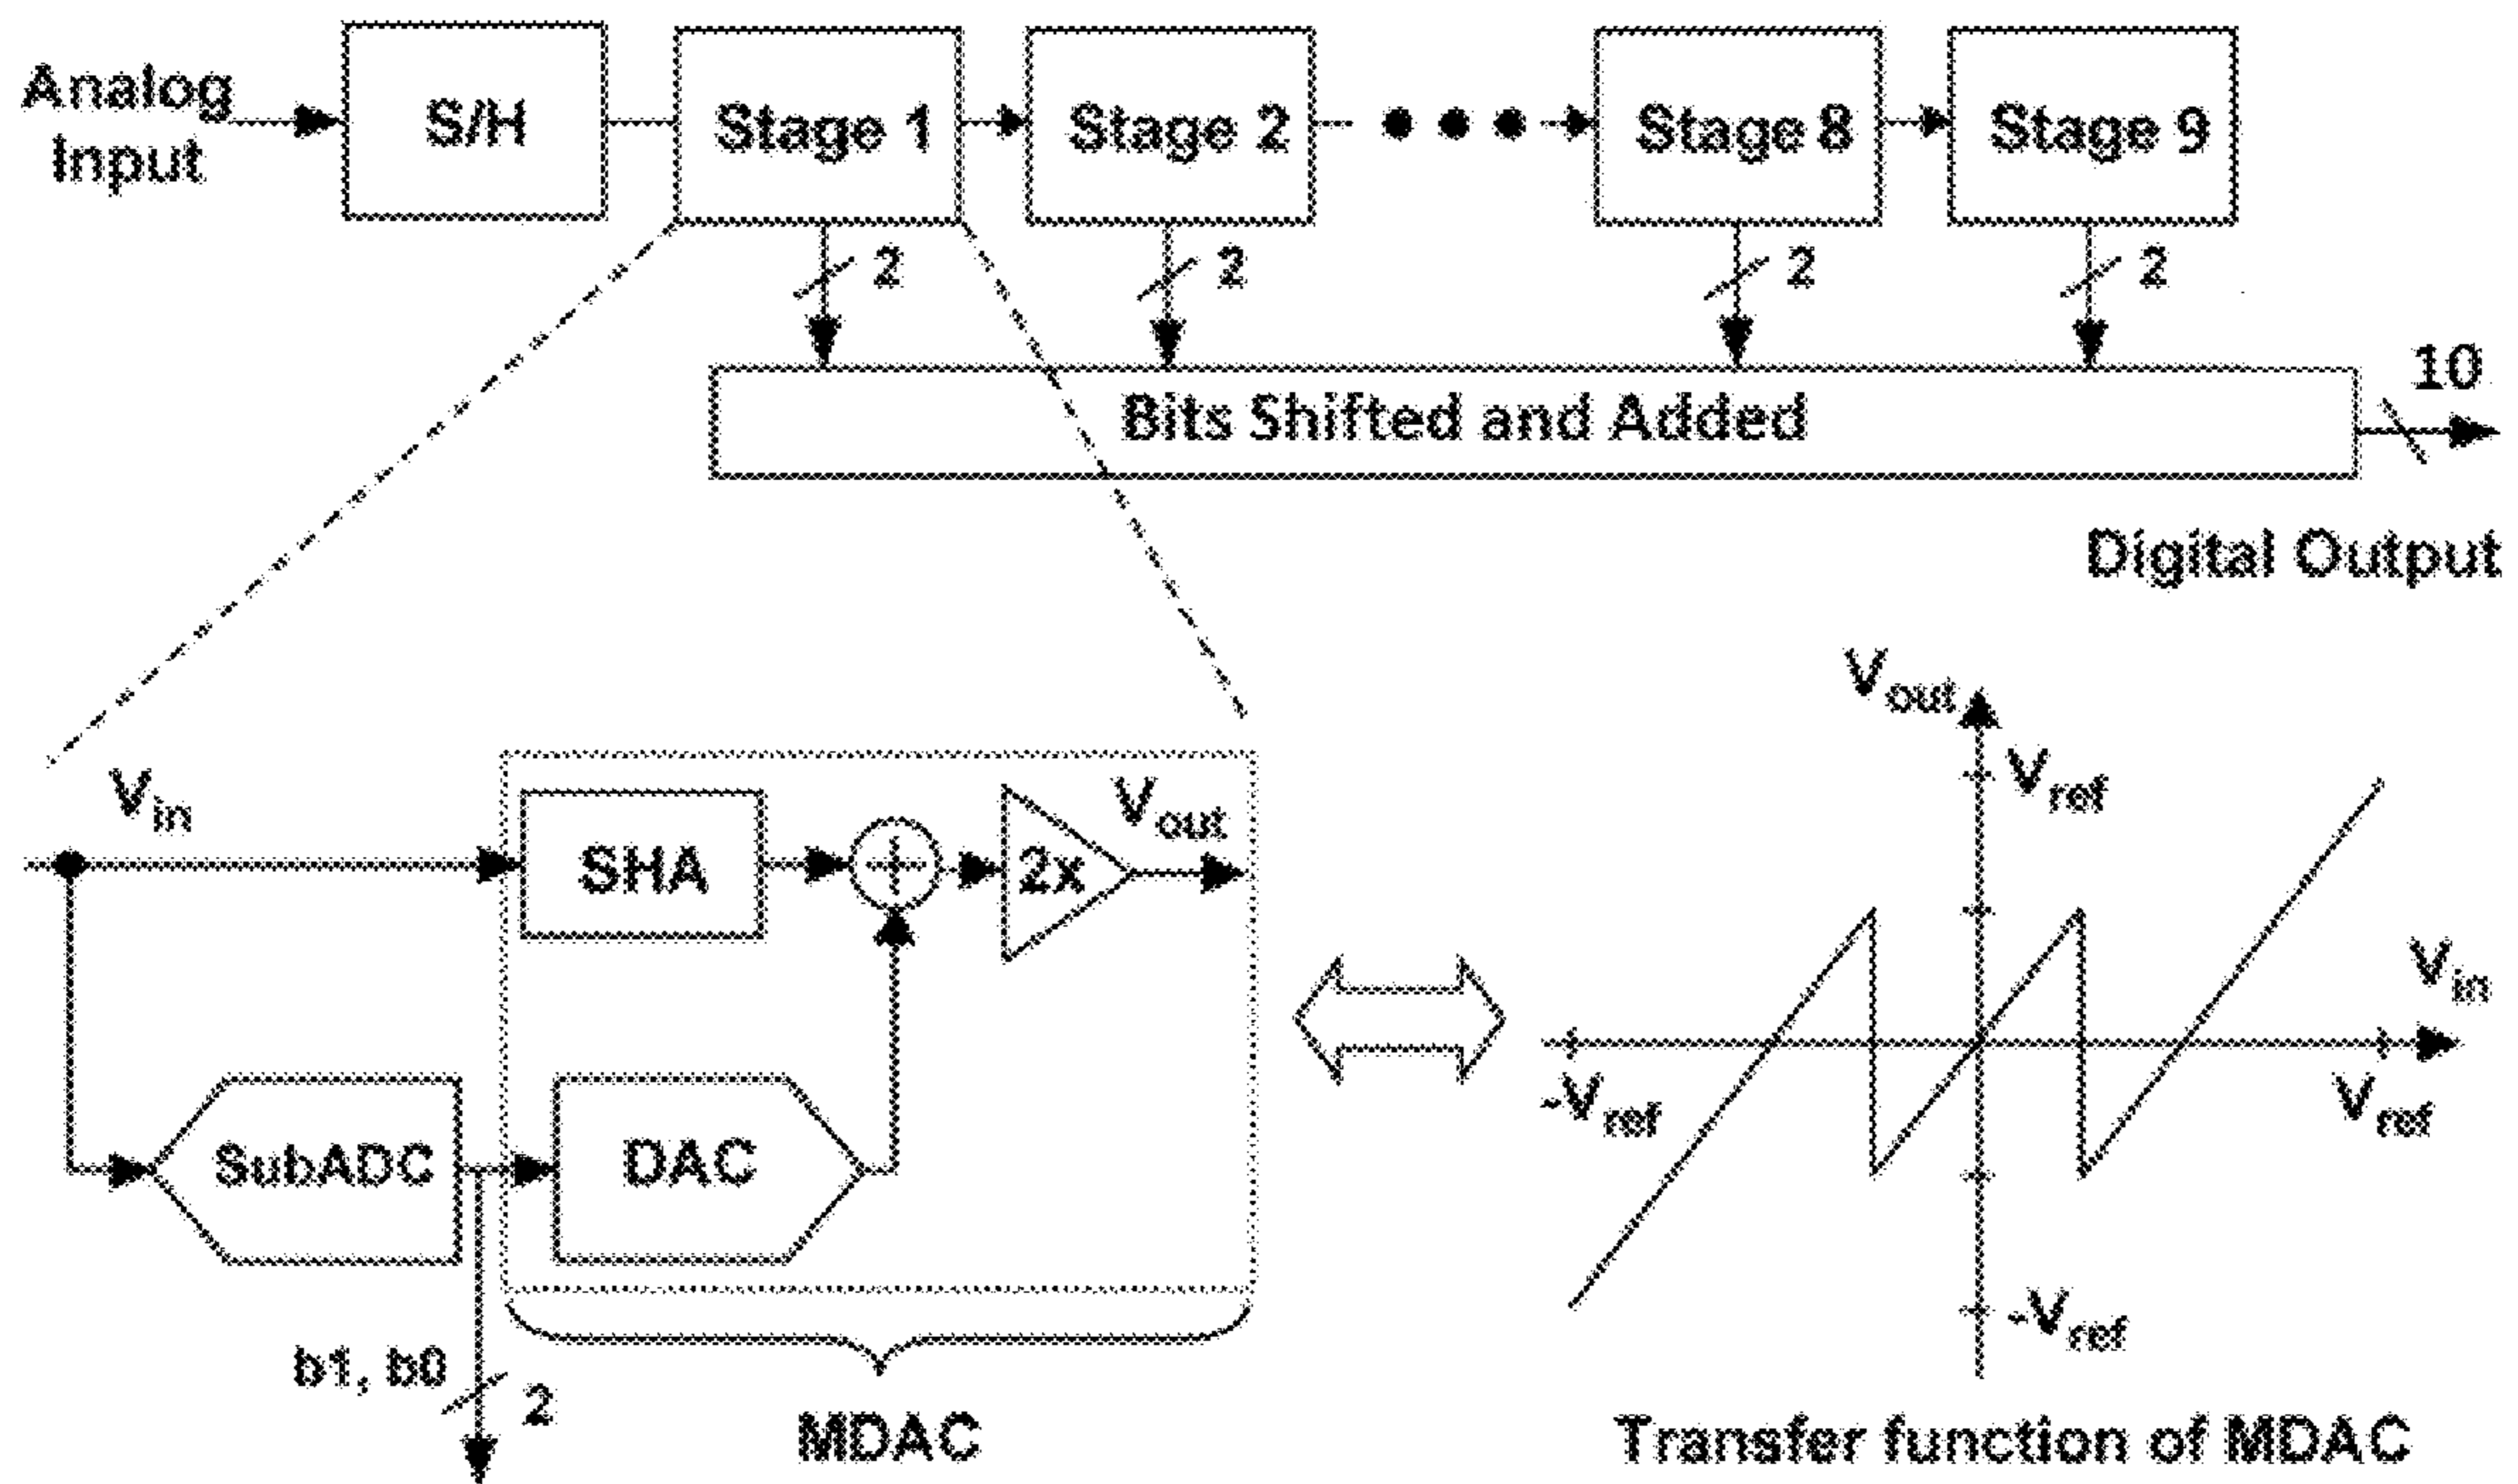 Analog
Input
S/H
Stage 1
Stage 2
Stage 8
Stage 9
2
2
2
2
Bits Shifted and Added
10
Digital Output
Vin
SHA
2x
Vout
SubADC
DAC
b1, b0
2
MDAC
Vout
Vref
Vin
-Vref
Vref
-Vref
Transfer function of MDAC